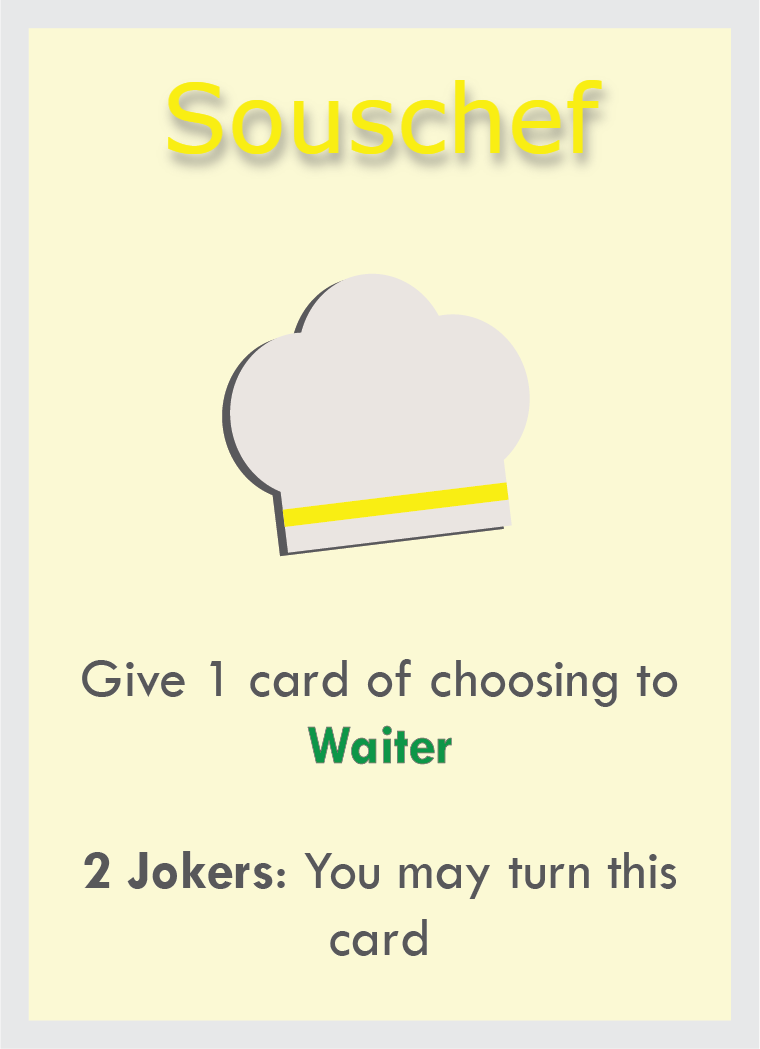 Souschef
Give 1 card of choosing to
Waiter
2 Jokers: You may turn this
card